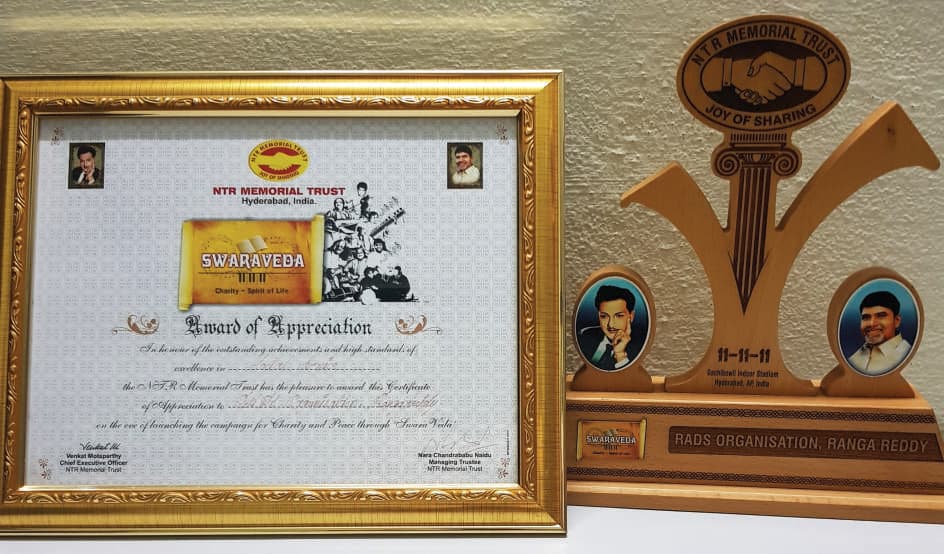 NTR MEMORIAL TRUST
JOY OF SHARING
NTR MEMORIAL TRUST
Hyderabad, India.
SWARAVEDA
Charity - Spirit of Life
Award of Appreciation
In honour of the outstanding achievements and high standards of
excellence in
the N.T.R Memorial Trust has the pleasure to award this Certificate
of Appreciation to
on the eve of launching the campaign for Charity and Peace through 'Swara Veda'
Venkat Motaparthy
Chief Executive Officer
NTR Memorial Trust
Nara Chandrababu Naidu
Managing Trustee
NTR Memorial Trust
NTR MEMORIAL TRUST
JOY OF SHARING
11-11-11
Gachibowli Indoor Stadium
Hyderabad, AP, India
SWARAVEDA
RADS ORGANISATION, RANGA REDDY